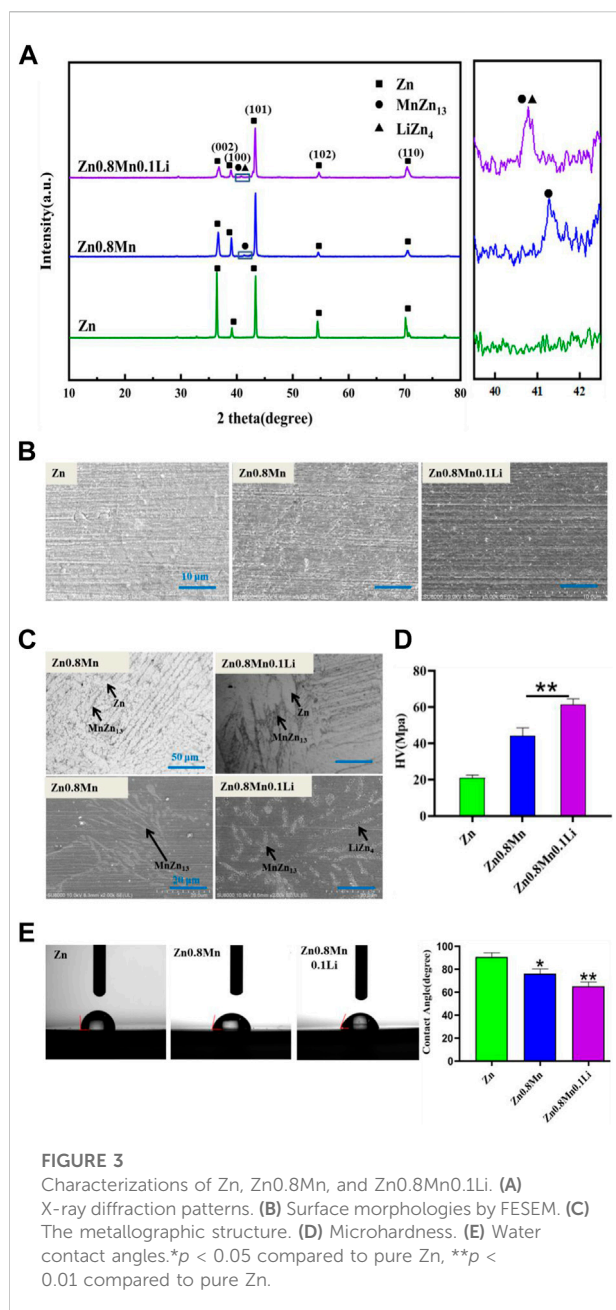 A
■ Zn
● MnZn13
▲ LiZn4
(101)
(002)
(100)
(102)
(110)
Zn0.8Mn0.1Li
Zn0.8Mn
Zn
Intensity(a.u.)
10 20 30 40 50 60 70 80
2 theta(degree)
40 41 42
B
Zn
Zn0.8Mn
Zn0.8Mn0.1Li
10 μm
C
Zn0.8Mn
Zn
MnZn13
50 μm
Zn0.8Mn0.1Li
Zn
MnZn13
Zn0.8Mn
MnZn13
20 μm
Zn0.8Mn0.1Li
MnZn13
LiZn4
D
HV(Mpa)
80
60
40
20
0
**
Zn
Zn0.8Mn
Zn0.8Mn0.1Li
E
Zn
Zn0.8Mn
Zn0.8Mn
0.1Li
Contact Angle(degree)
100
80
60
40
20
0
*
**
Zn
Zn0.8Mn
Zn0.8Mn0.1Li
FIGURE 3
Characterizations of Zn, Zn0.8Mn, and Zn0.8Mn0.1Li. (A)
X-ray diffraction patterns. (B) Surface morphologies by FESEM. (C)
The metallographic structure. (D) Microhardness. (E) Water
contact angles.*p < 0.05 compared to pure Zn, **p <
0.01 compared to pure Zn.